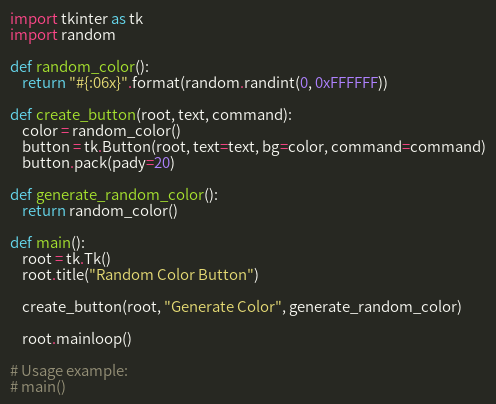 import tkinter as tk
import random

def random_color():
    return "#{:06x}".format(random.randint(0, 0xFFFFFF))

def create_button(root, text, command):
    color = random_color()
    button = tk.Button(root, text=text, bg=color, command=command)
    button.pack(pady=20)

def generate_random_color():
    return random_color()

def main():
    root = tk.Tk()
    root.title("Random Color Button")

    create_button(root, "Generate Color", generate_random_color)

    root.mainloop()

# Usage example:
# main()